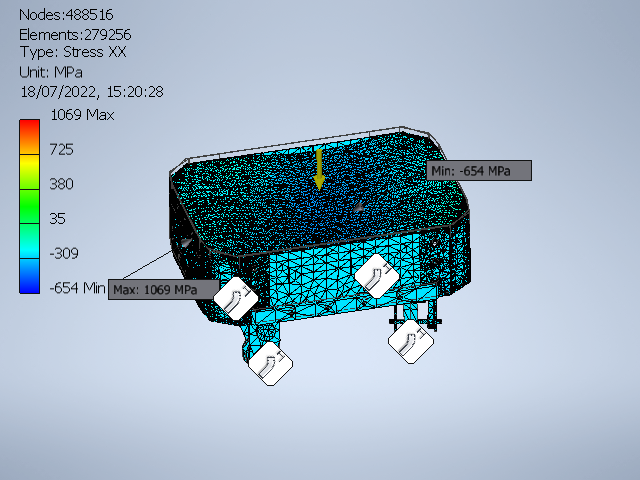 Nodes:488516
Elements:279256
Type: Stress XX
Unit: MPa
18/07/2022, 15:20:28
1069 Max
725
380
35
-309
-654 Min
Min: -654 MPa
Max: 1069 MPa